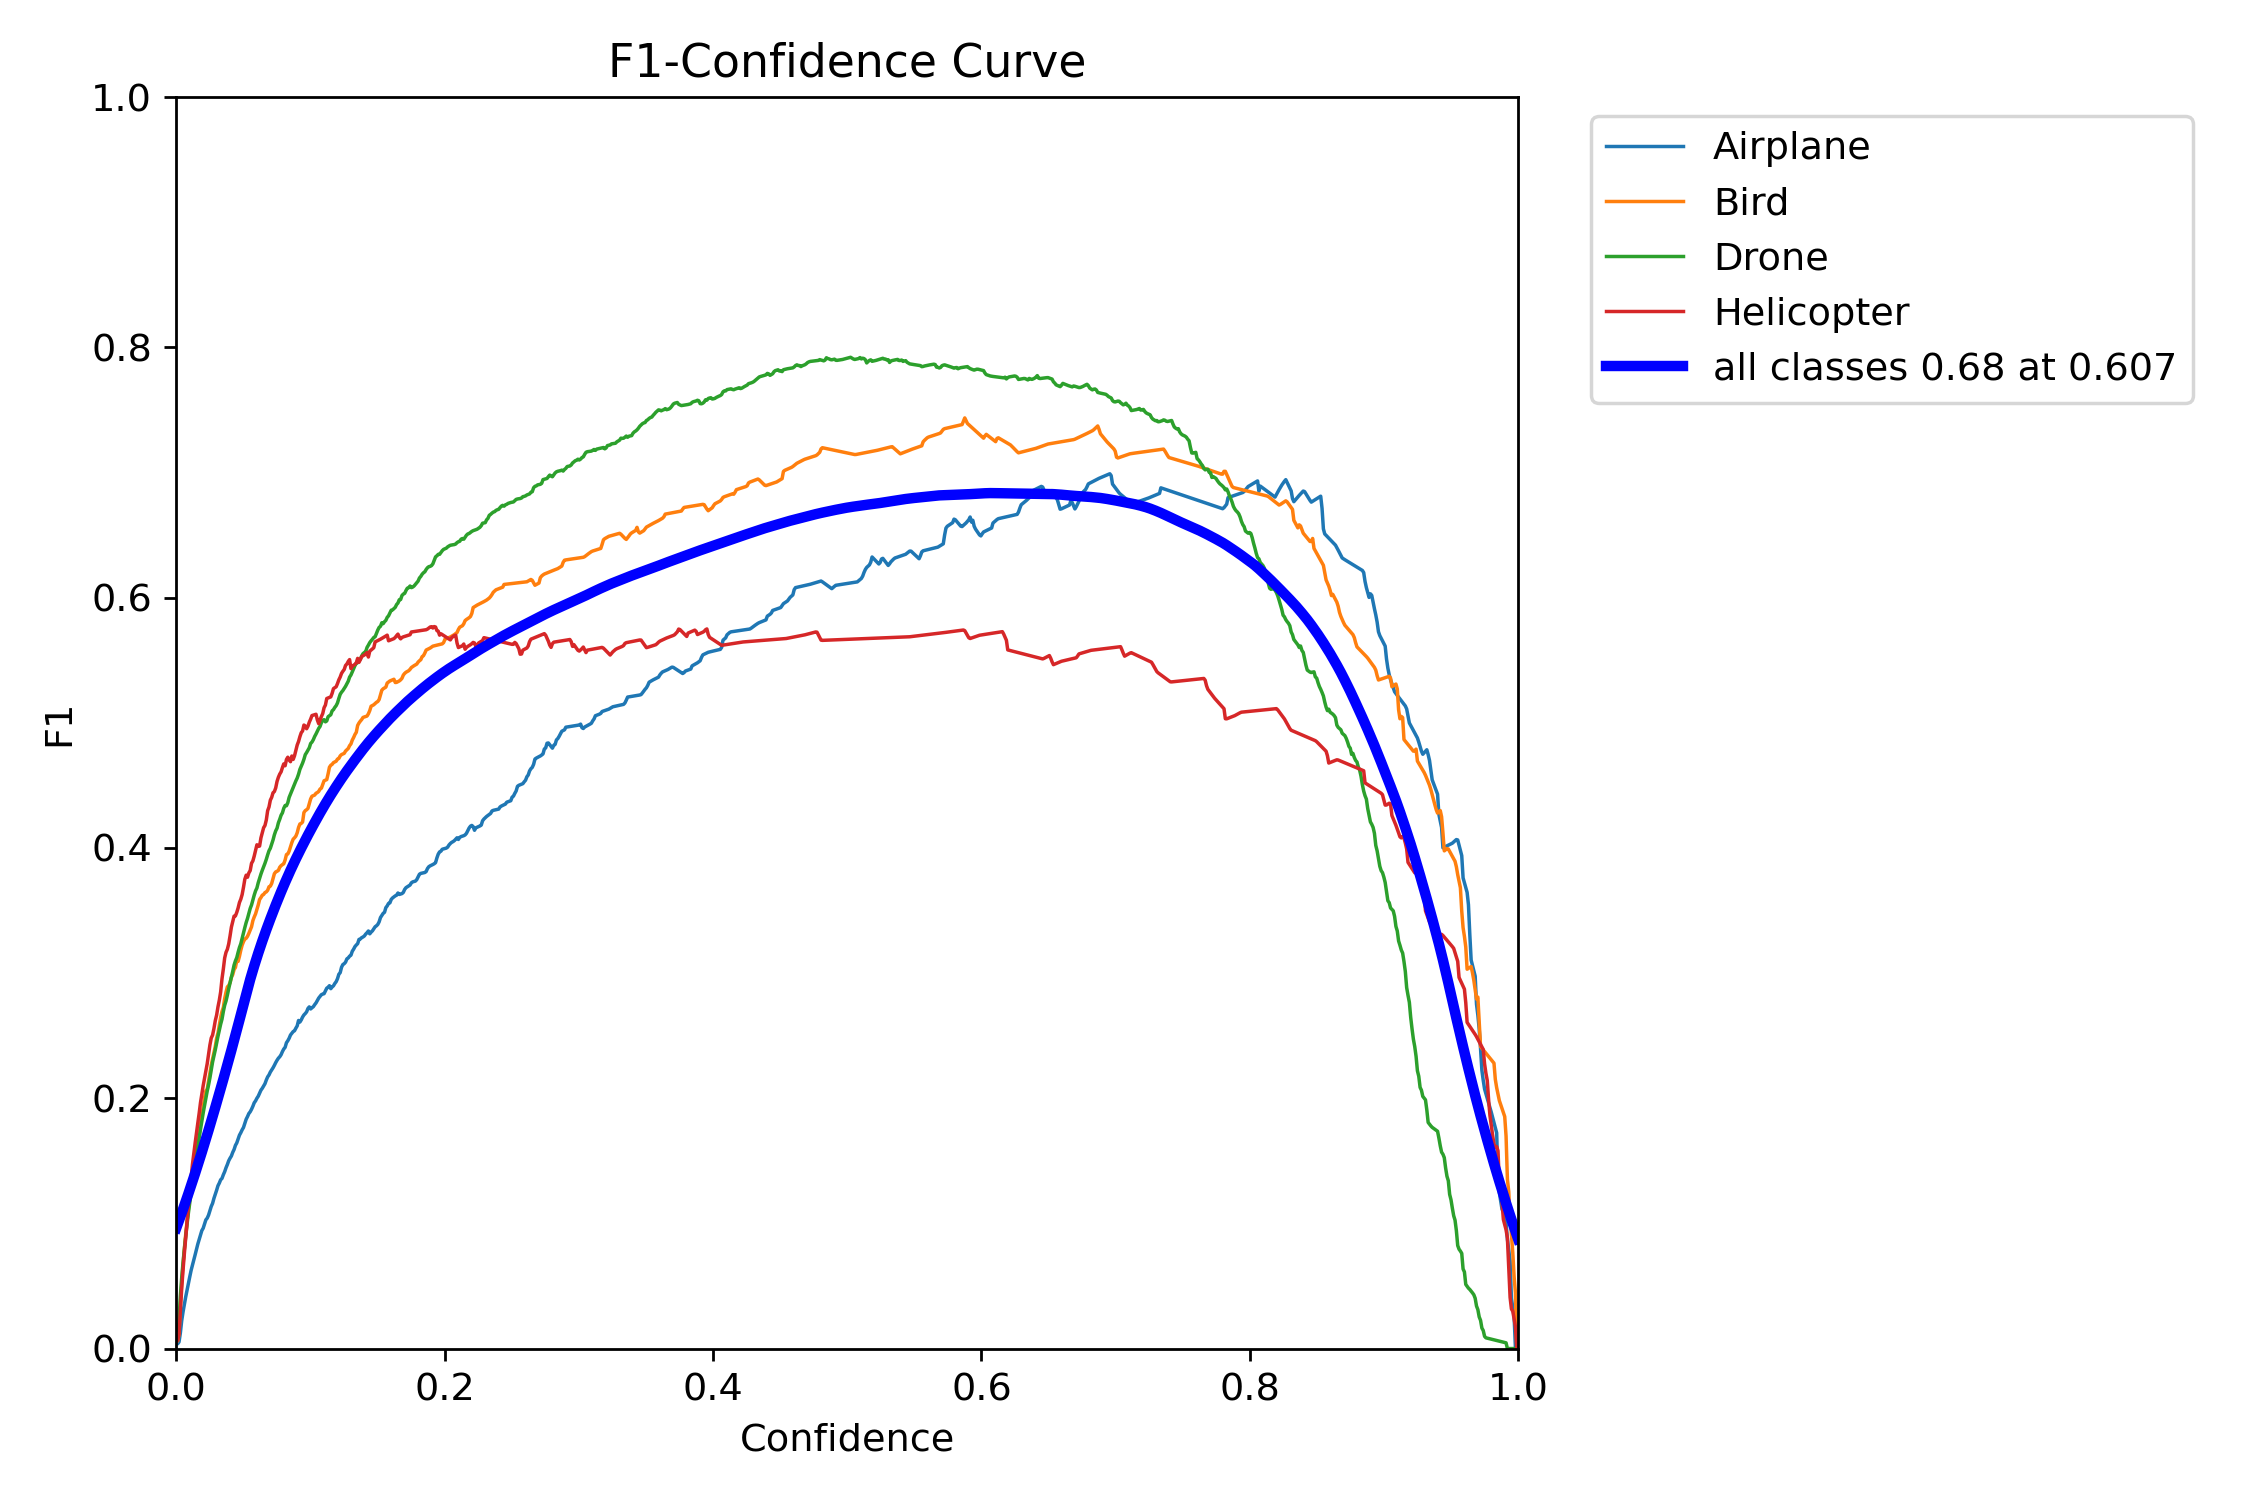 F1-Confidence Curve
1.0
0.8
0.6
0.4
0.2
0.0
F1
0.0 0.2 0.4 0.6 0.8 1.0
Confidence
Airplane
Bird
Drone
Helicopter
all classes 0.68 at 0.607